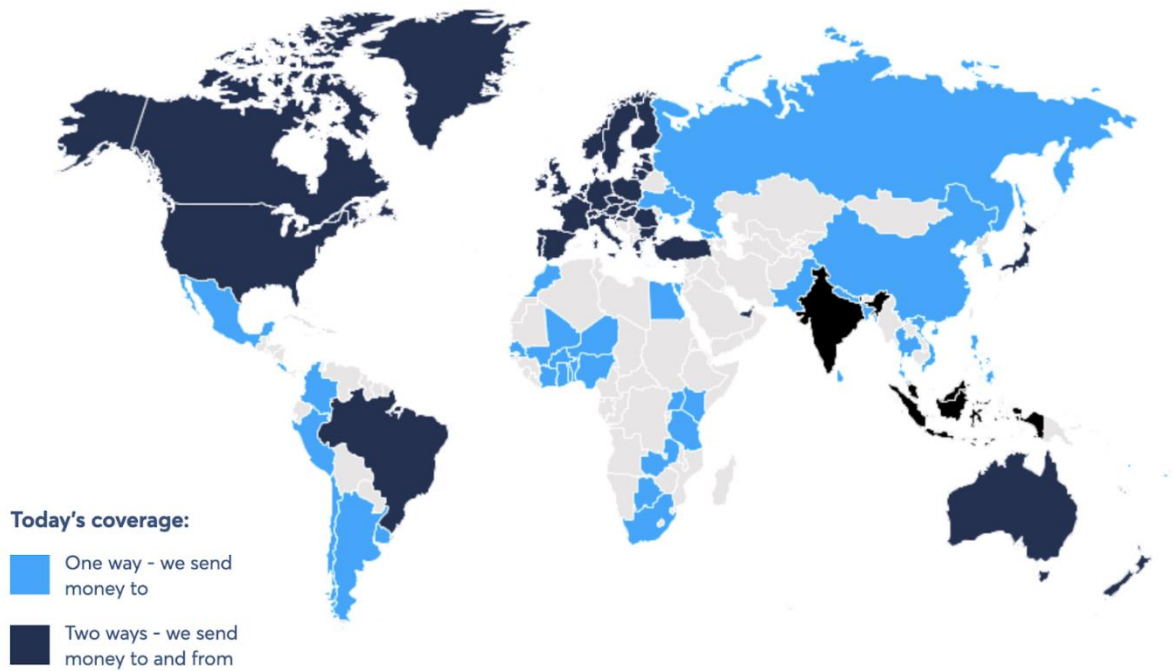 Today's coverage:
One way - we send
money to
Two ways - we send
money to and from